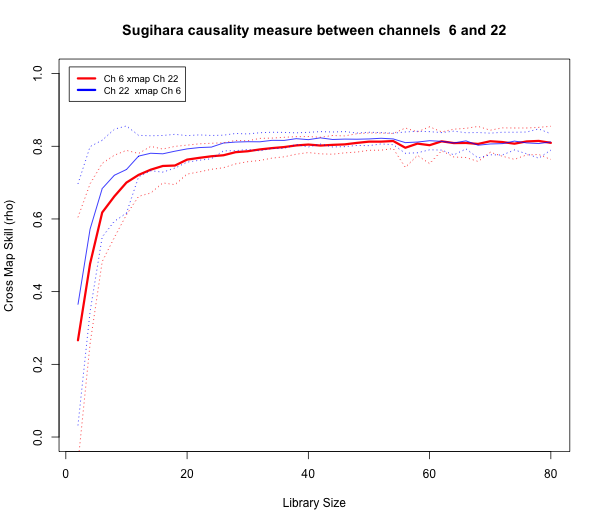 Sugihara causality measure between channels  6 and 22
Ch 6 xmap Ch 22
Ch 22  xmap Ch 6
Cross Map Skill (rho)
1.0
0.8
0.6
0.4
0.2
0.0
0 20 40 60 80
Library Size